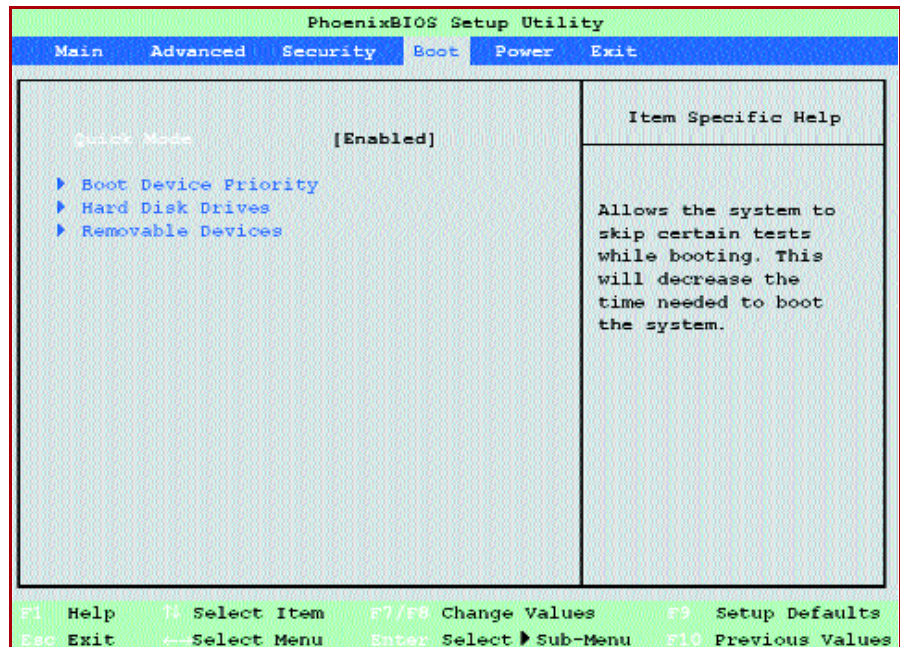 PhoenixBIOS Setup Utility
Main Advanced Security Boot Power Exit
Quick Mode [Enabled]
Boot Device Priority
Hard Disk Drives
Removable Devices
Item Specific Help
Allows the system to
skip certain tests
while booting. This
will decrease the
time needed to boot
the system.
F1 Help ↑↓ Select Item F7/F8 Change Values F9 Setup Defaults
Esc Exit ←→Select Menu Enter Select ▶ Sub-Menu F10 Previous Values